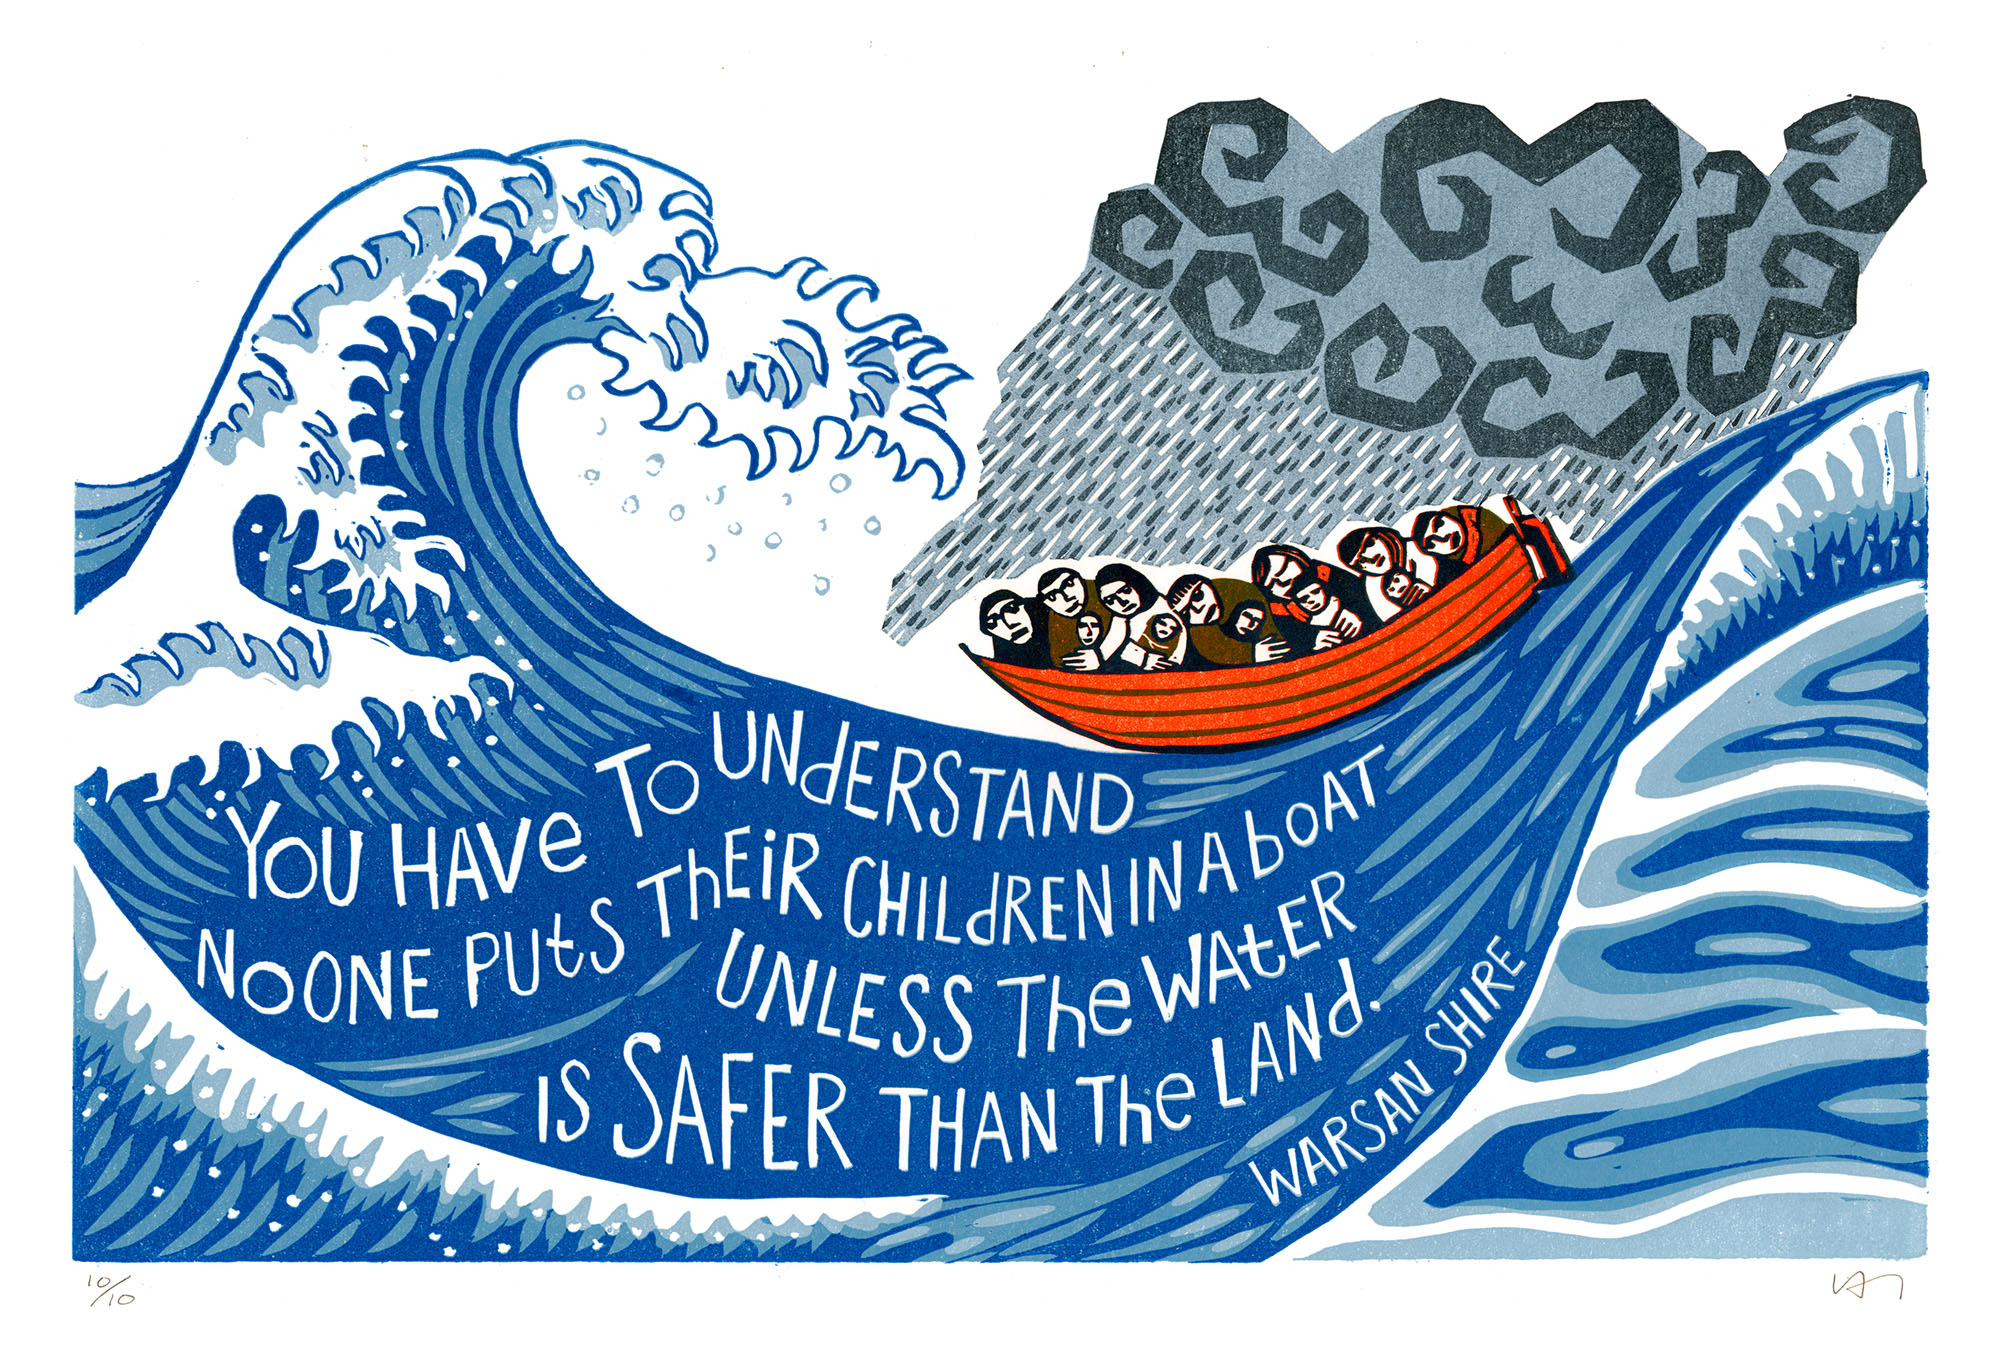 YOU HAVE TO UNDERSTAND
NO ONE PUtS ThEiR CHILdREN IN A bOAT
UNLESS The WAtER
IS SAFER THAN The LANd.
WARSAN SHIRE
10/10